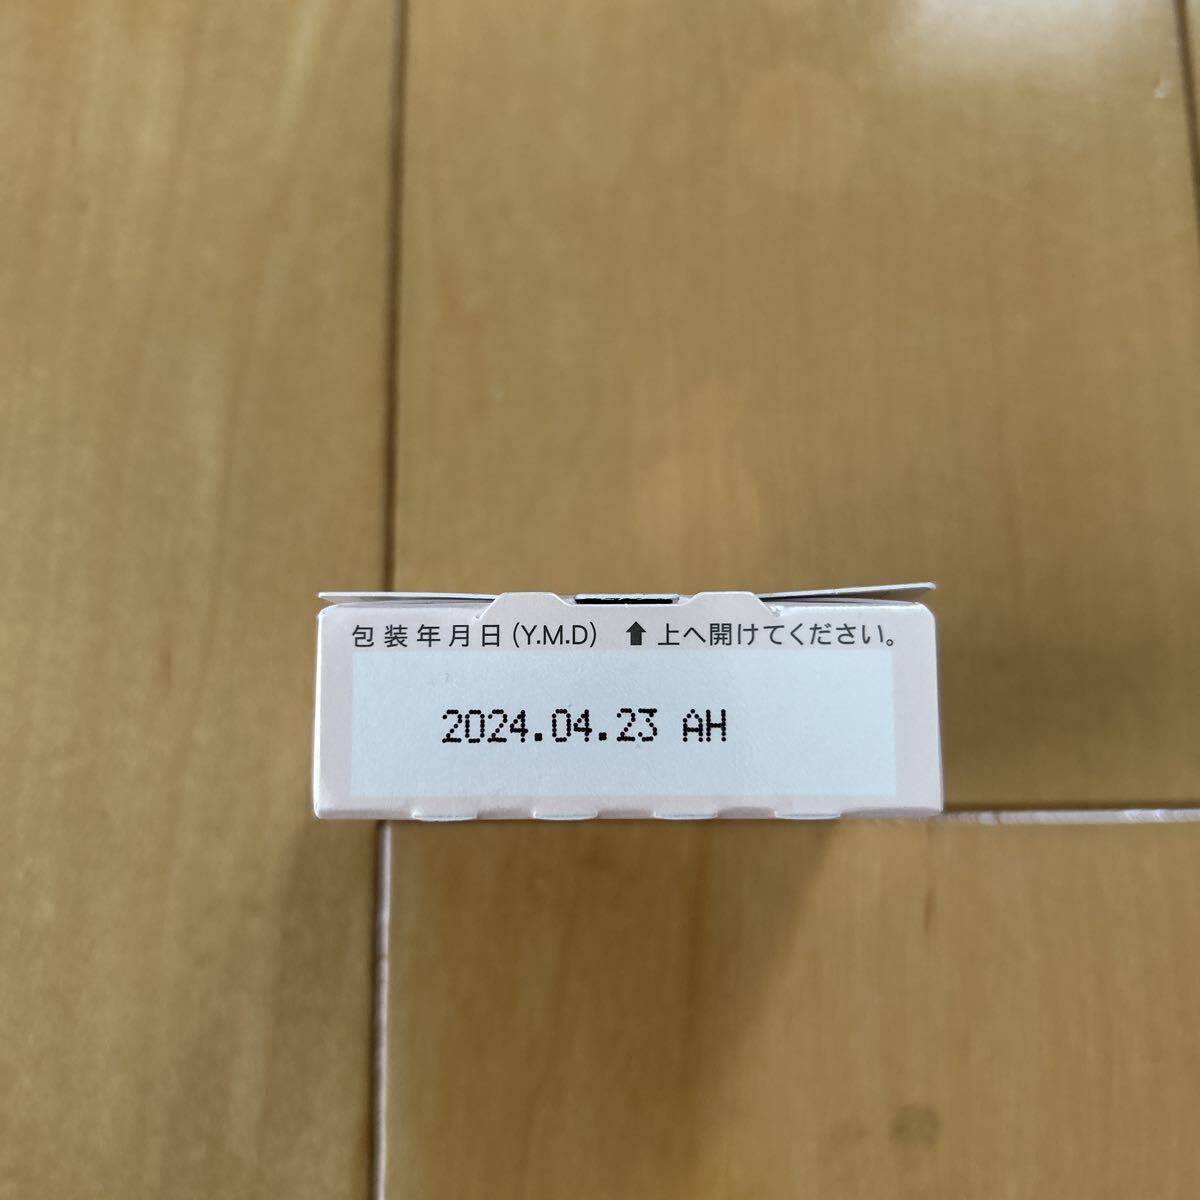 包装年月日(Y.M.D) ⬆上へ開けてください。
2024.04.23 AH